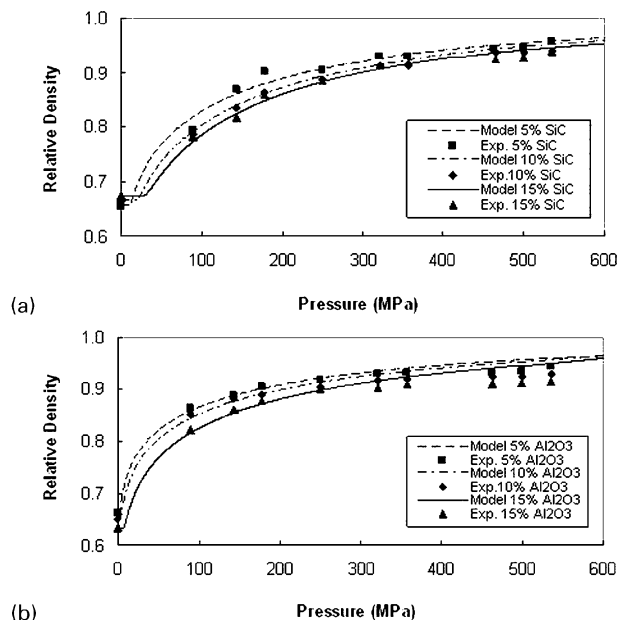 1.0
0.9
0.8
0.7
0.6
Relative Density
Model 5% SiC
Exp. 5% SiC
Model 10% SiC
Exp.10% SiC
Model 15% SiC
Exp. 15% SiC
0 100 200 300 400 500 600
Pressure (MPa)
(a)
1.0
0.9
0.8
0.7
0.6
Relative Density
Model 5% Al2O3
Exp. 5% Al2O3
Model 10% Al2O3
Exp.10% Al2O3
Model 15% Al2O3
Exp. 15% Al2O3
0 100 200 300 400 500 600
Pressure (MPa)
(b)